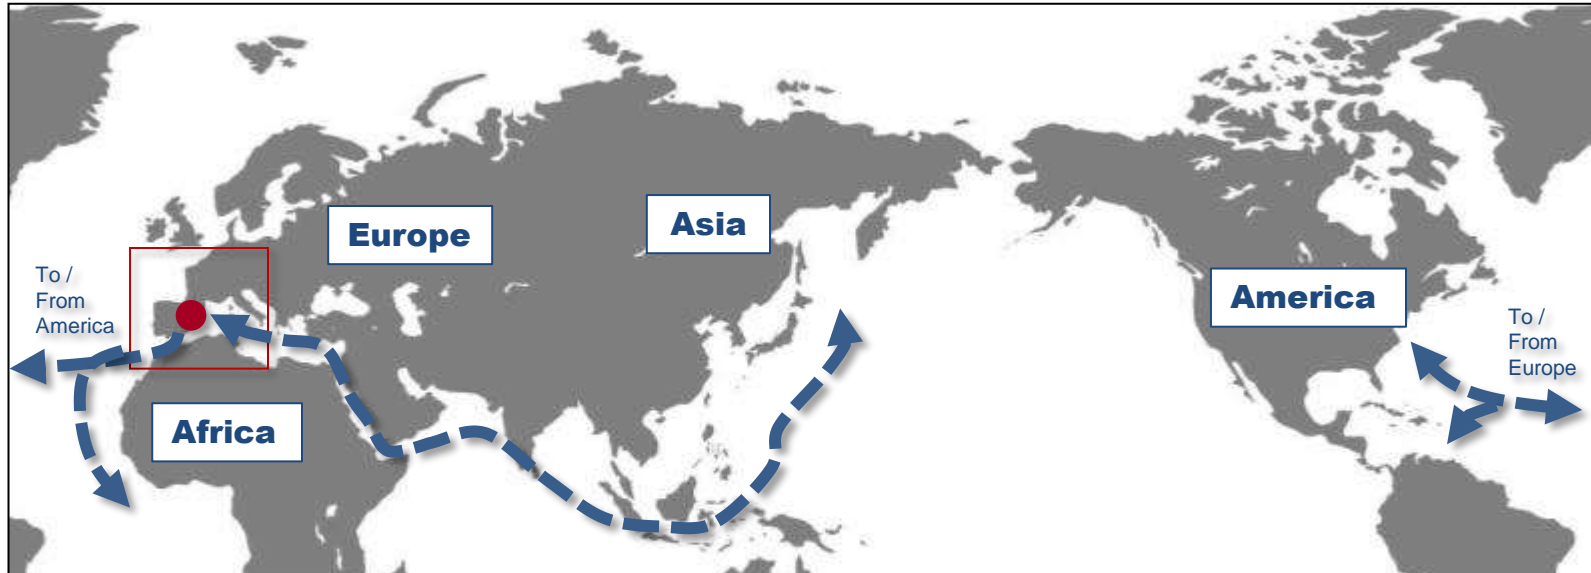 Europe
Asia
To /
From
America
America
To /
From
Europe
Africa